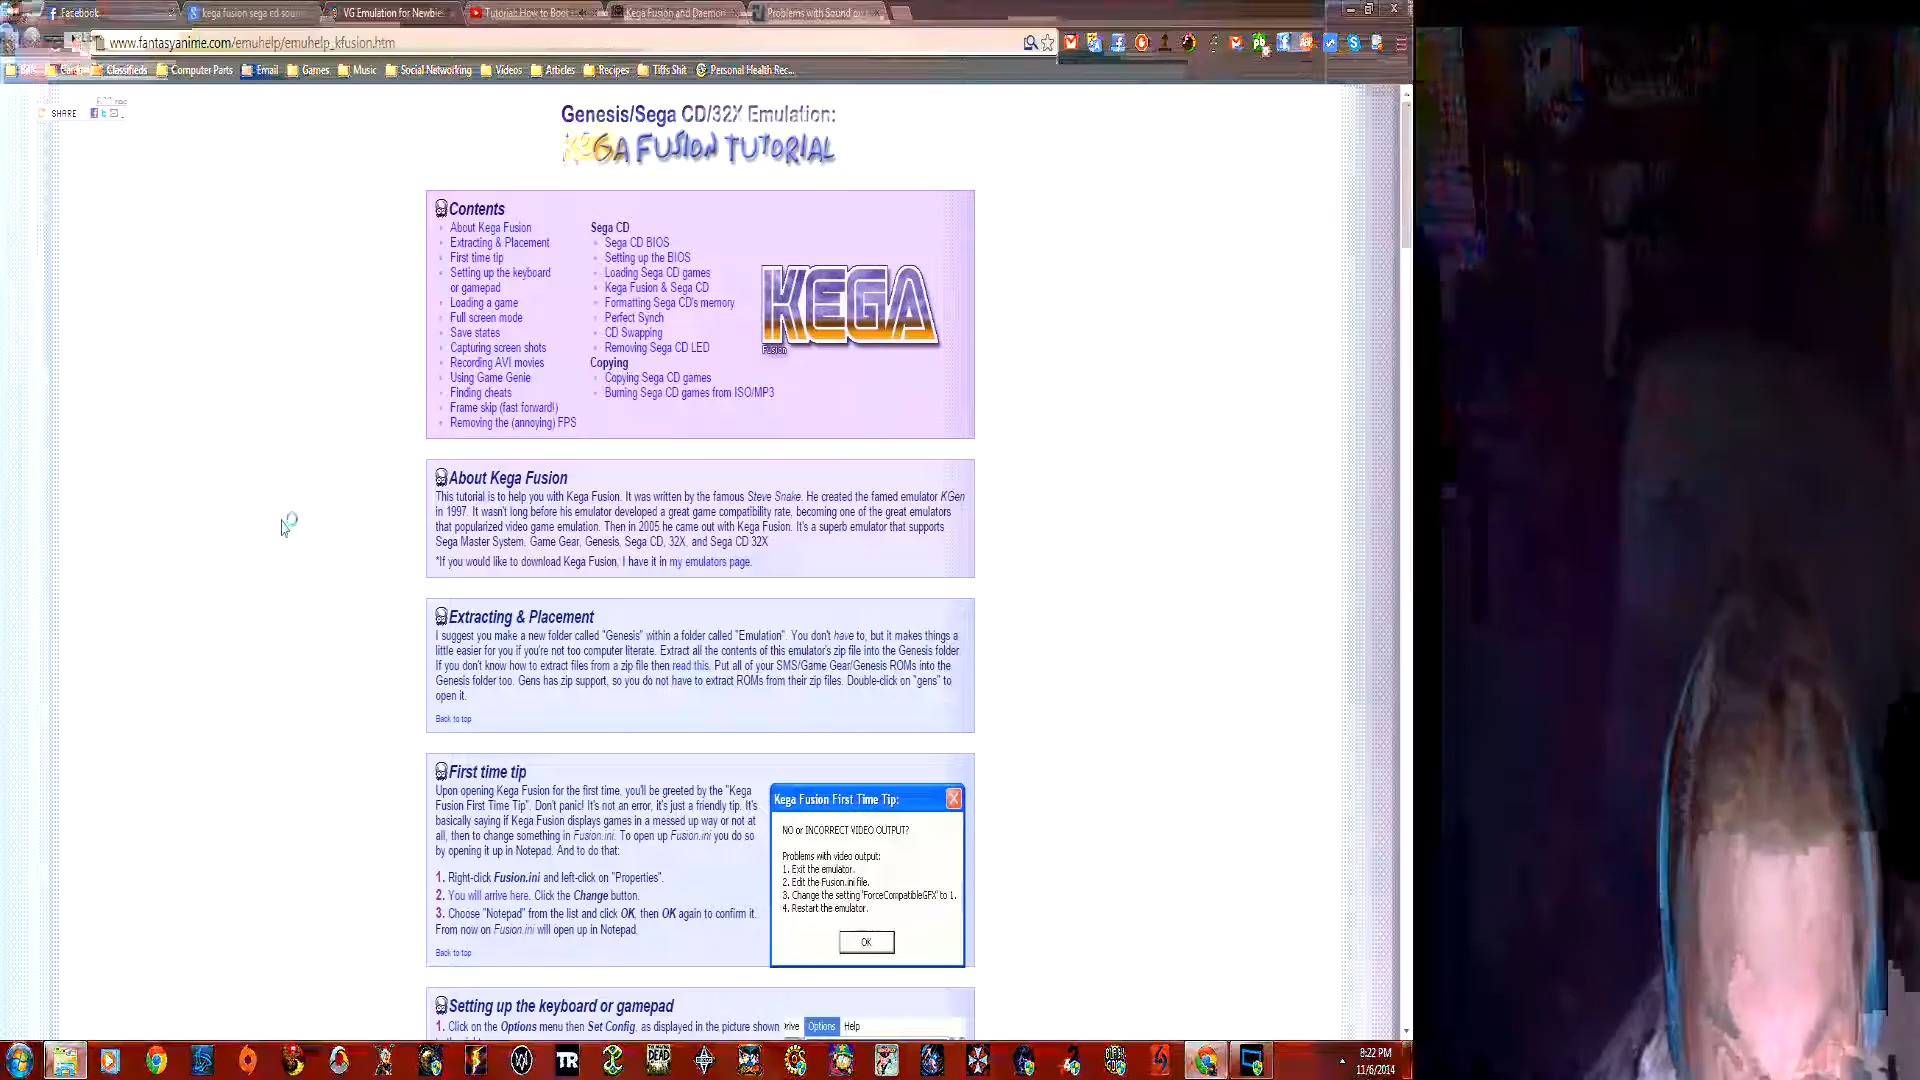 Facebook
kega fusion sega cd soun
VG Emulation for Newbie
Tutorial: How to Boot
Kega Fusion and Daemon
Problems with Sound on
www.fantasyanime.com/emuhelp/emuhelp_kfusion.htm
Bills
Cards
Classifieds
Computer Parts
Email
Games
Music
Social Networking
Videos
Articles
Recipes
Tiffs Shit
Personal Health Rec...
SHARE
Genesis/Sega CD/32X Emulation:
KEGA FUSION TUTORIAL
Contents
About Kega Fusion
Extracting & Placement
First time tip
Setting up the keyboard
or gamepad
Loading a game
Full screen mode
Save states
Capturing screen shots
Recording AVI movies
Using Game Genie
Finding cheats
Frame skip (fast forward!)
Removing the (annoying) FPS
Sega CD
Sega CD BIOS
Setting up the BIOS
Loading Sega CD games
Kega Fusion & Sega CD
Formatting Sega CD's memory
Perfect Synch
CD Swapping
Removing Sega CD LED
Copying
Copying Sega CD games
Burning Sega CD games from ISO/MP3
KEGA
Fusion
About Kega Fusion
This tutorial is to help you with Kega Fusion. It was written by the famous Steve Snake. He created the famed emulator KGen
in 1997. It wasn't long before his emulator developed a great game compatibility rate, becoming one of the great emulators
that popularized video game emulation. Then in 2005 he came out with Kega Fusion. It's a superb emulator that supports
Sega Master System, Game Gear, Genesis, Sega CD, 32X, and Sega CD 32X
*If you would like to download Kega Fusion, I have it in my emulators page.
Extracting & Placement
I suggest you make a new folder called "Genesis" within a folder called "Emulation". You don't have to, but it makes things a
little easier for you if you're not too computer literate. Extract all the contents of this emulator's zip file into the Genesis folder.
If you don't know how to extract files from a zip file then read this. Put all of your SMS/Game Gear/Genesis ROMs into the
Genesis folder too. Gens has zip support, so you do not have to extract ROMs from their zip files. Double-click on "gens" to
open it.
Back to top
First time tip
Upon opening Kega Fusion for the first time, you'll be greeted by the "Kega
Fusion First Time Tip". Don't panic! It's not an error, it's just a friendly tip. It's
basically saying if Kega Fusion displays games in a messed up way or not at
all, then to change something in Fusion.ini. To open up Fusion.ini you do so
by opening it up in Notepad. And to do that:
1. Right-click Fusion.ini and left-click on "Properties".
2. You will arrive here. Click the Change button.
3. Choose "Notepad" from the list and click OK, then OK again to confirm it.
From now on Fusion.ini will open up in Notepad.
Back to top
Kega Fusion First Time Tip:
NO or INCORRECT VIDEO OUTPUT?
Problems with video output:
1. Exit the emulator.
2. Edit the Fusion.ini file.
3. Change the setting 'ForceCompatibleGFX' to 1.
4. Restart the emulator.
OK
Setting up the keyboard or gamepad
1. Click on the Options menu then Set Config, as displayed in the picture shown
Options
Help
TR
8:22 PM
11/6/2014